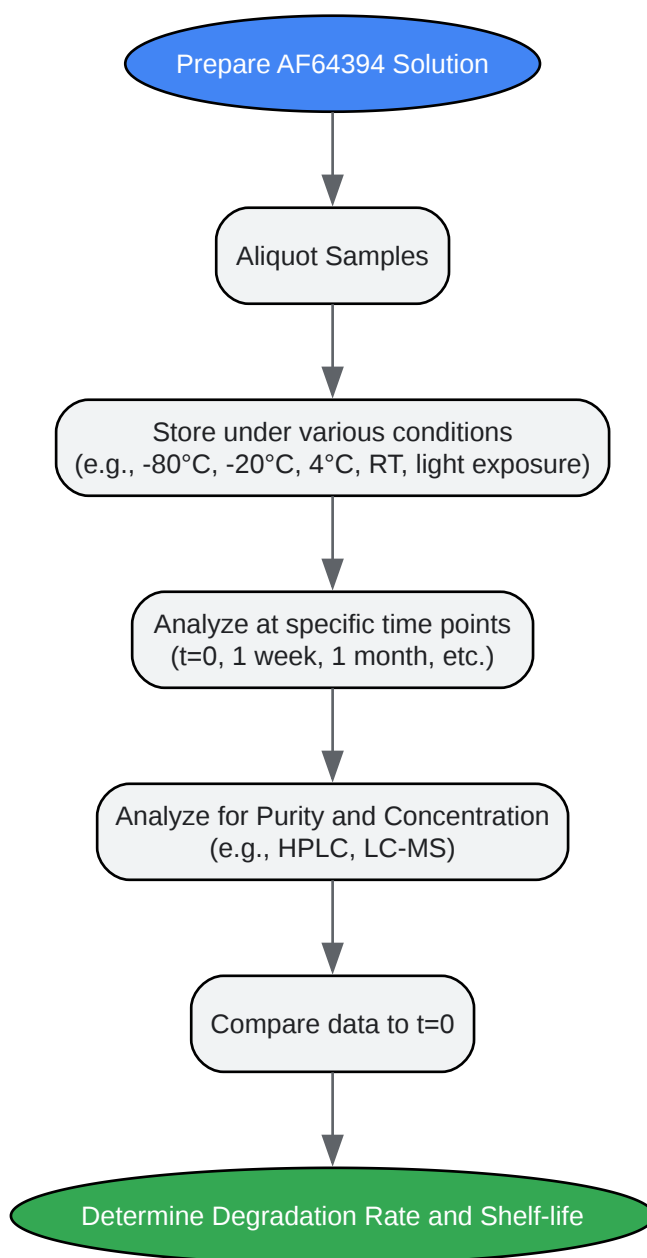 Prepare AF64394 Solution
Aliquot Samples
Store under various conditions
(e.g., -80°C, -20°C, 4°C, RT, light exposure)
Analyze at specific time points
(t=0, 1 week, 1 month, etc.)
Analyze for Purity and Concentration
(e.g., HPLC, LC-MS)
Compare data to t=0
Determine Degradation Rate and Shelf-life